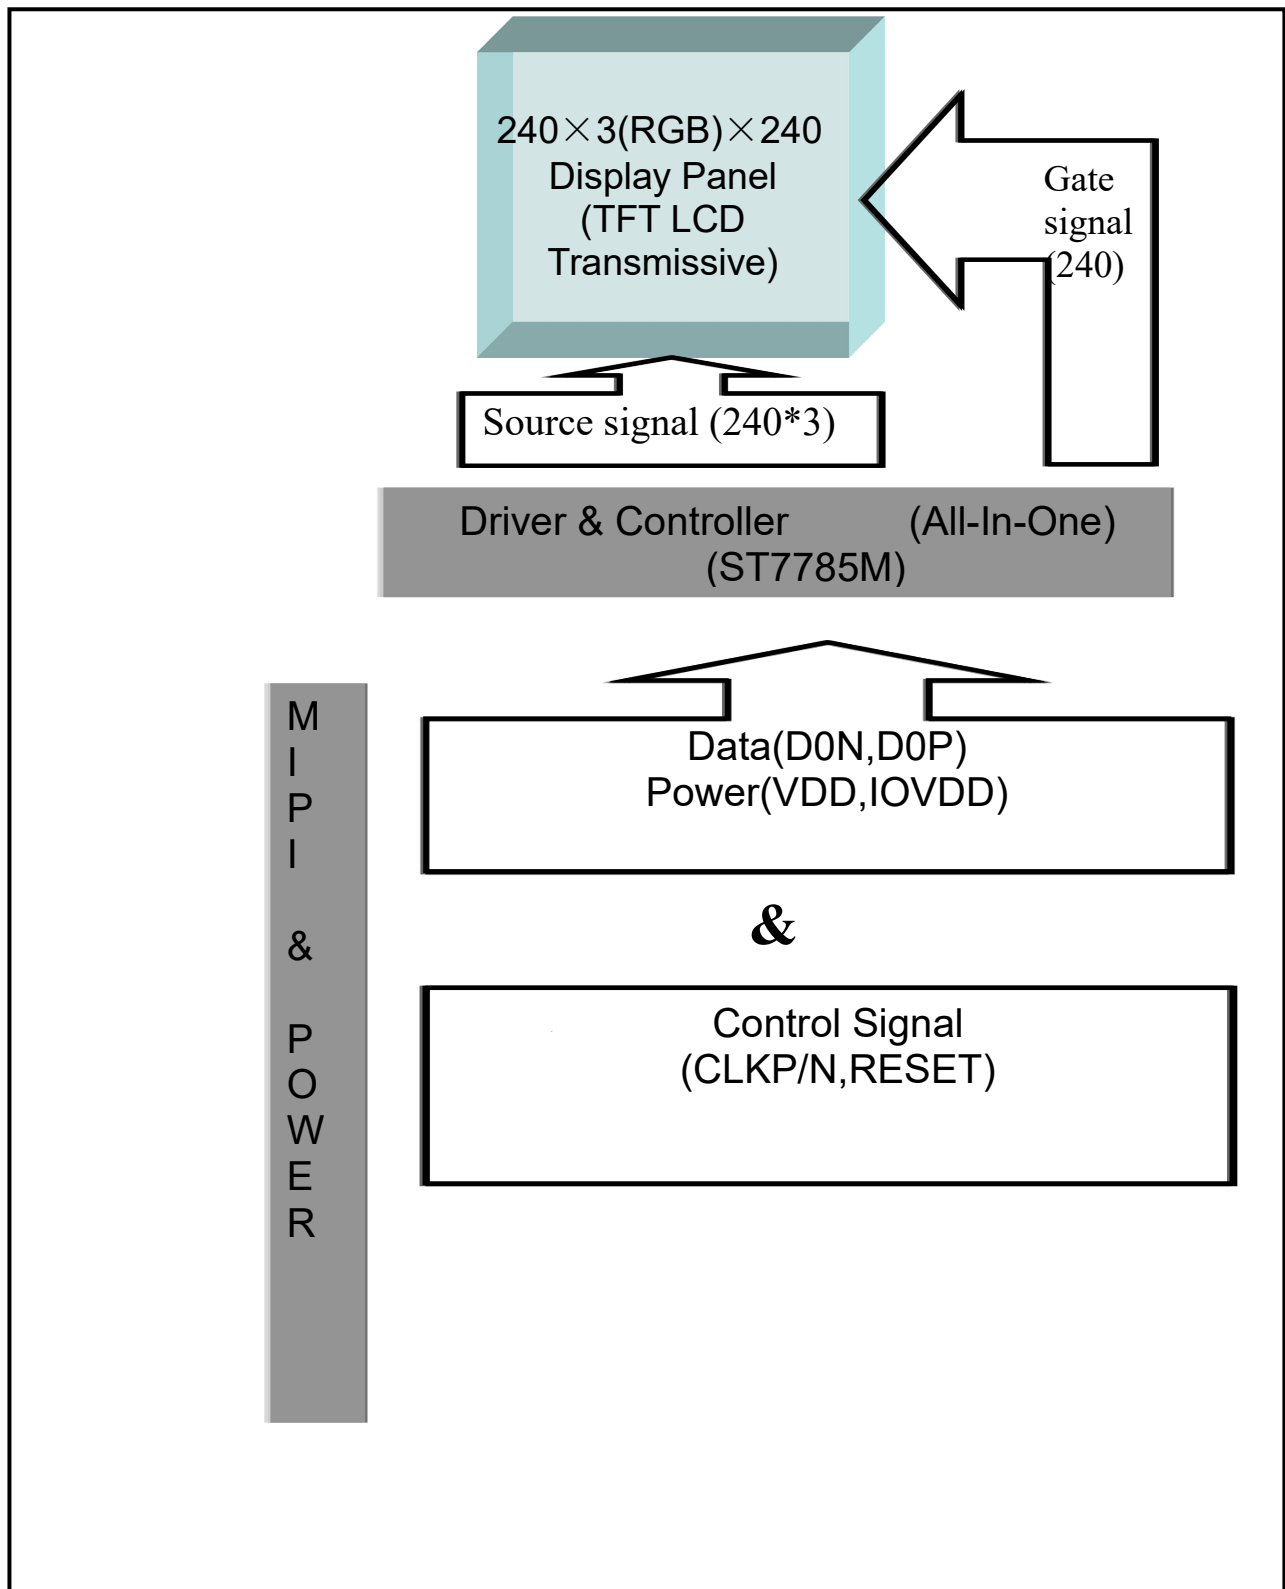 240×3(RGB)×240
Display Panel
(TFT LCD
Transmissive)
Gate
signal
(240)
Source signal (240*3)
Driver & Controller (All-In-One)
(ST7785M)
M
I
P
I
&
P
O
W
E
R
Data(D0N,D0P)
Power(VDD,IOVDD)
&
Control Signal
(CLKP/N,RESET)